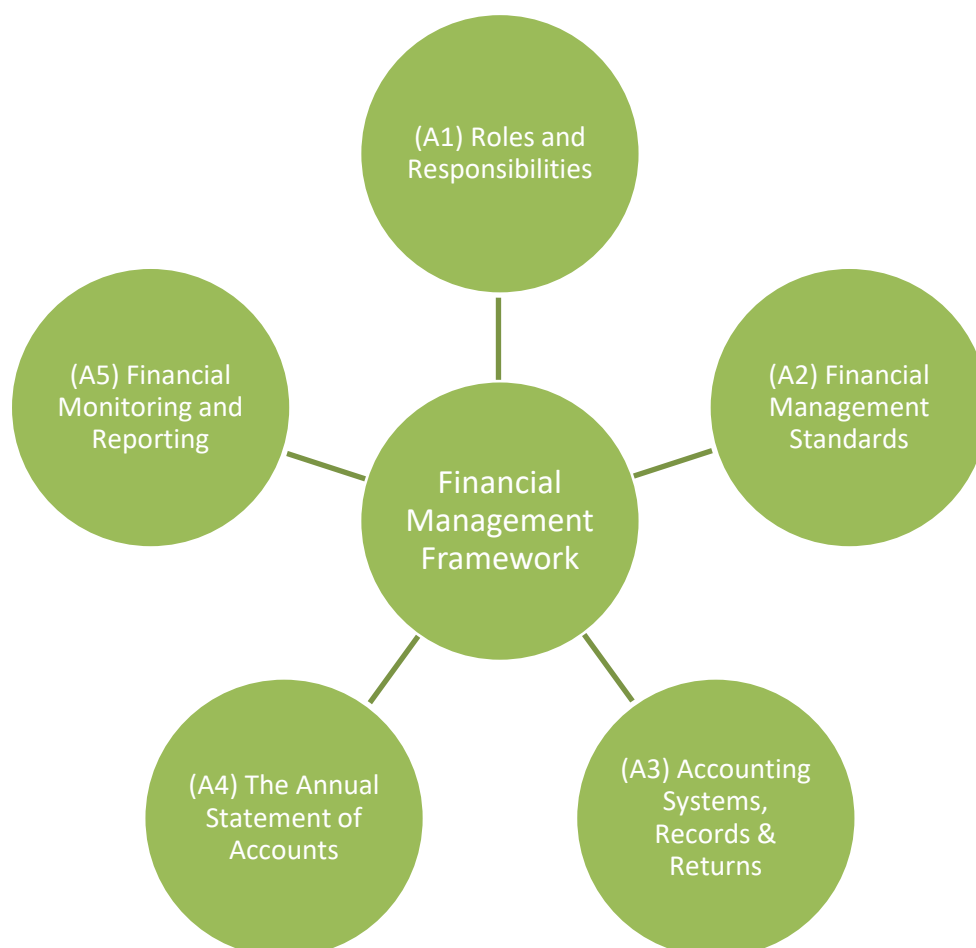 (A1) Roles and
Responsibilities
(A5) Financial
Monitoring and
Reporting
(A2) Financial
Management
Standards
Financial
Management
Framework
(A4) The Annual
Statement of
Accounts
(A3) Accounting
Systems,
Records &
Returns